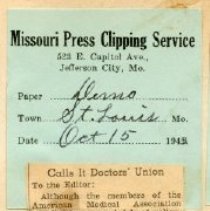 Missouri Press Clipping Service
523 E. Capitol Ave.,
Jefferson City, Mo.
Paper Demo
Town St. Louis Mo.
Date Oct 15 1945
Calls It Doctors' Union
To the Editor:
Although the members of the
American Medical Association